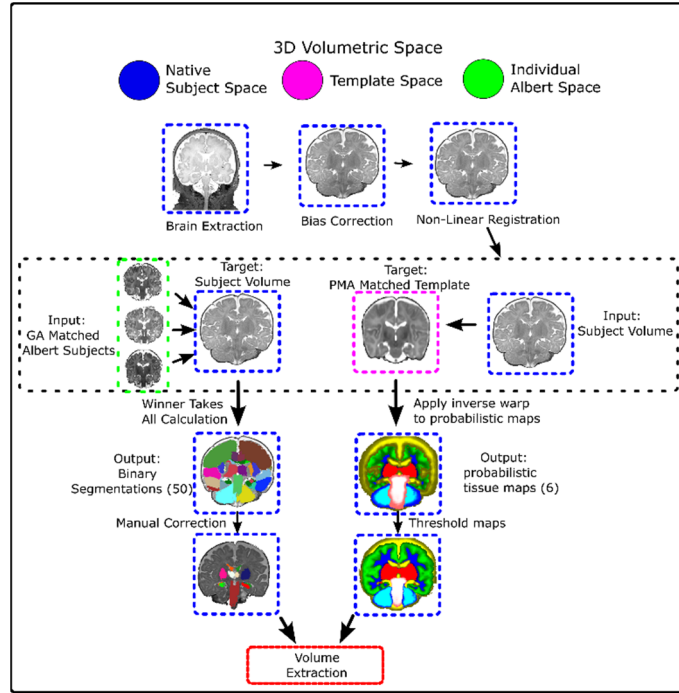 3D Volumetric Space
Native
Subject Space
Template Space
Individual
Albert Space
Brain Extraction
Bias Correction
Non-Linear Registration
Input:
GA Matched
Albert Subjects
Target:
Subject Volume
Target:
PMA Matched Template
Input:
Subject Volume
Winner Takes
All Calculation
Apply inverse warp
to probabilistic maps
Output:
Binary
Segmentations (50)
Output:
probabilistic
tissue maps (6)
Manual Correction
Threshold maps
Volume
Extraction